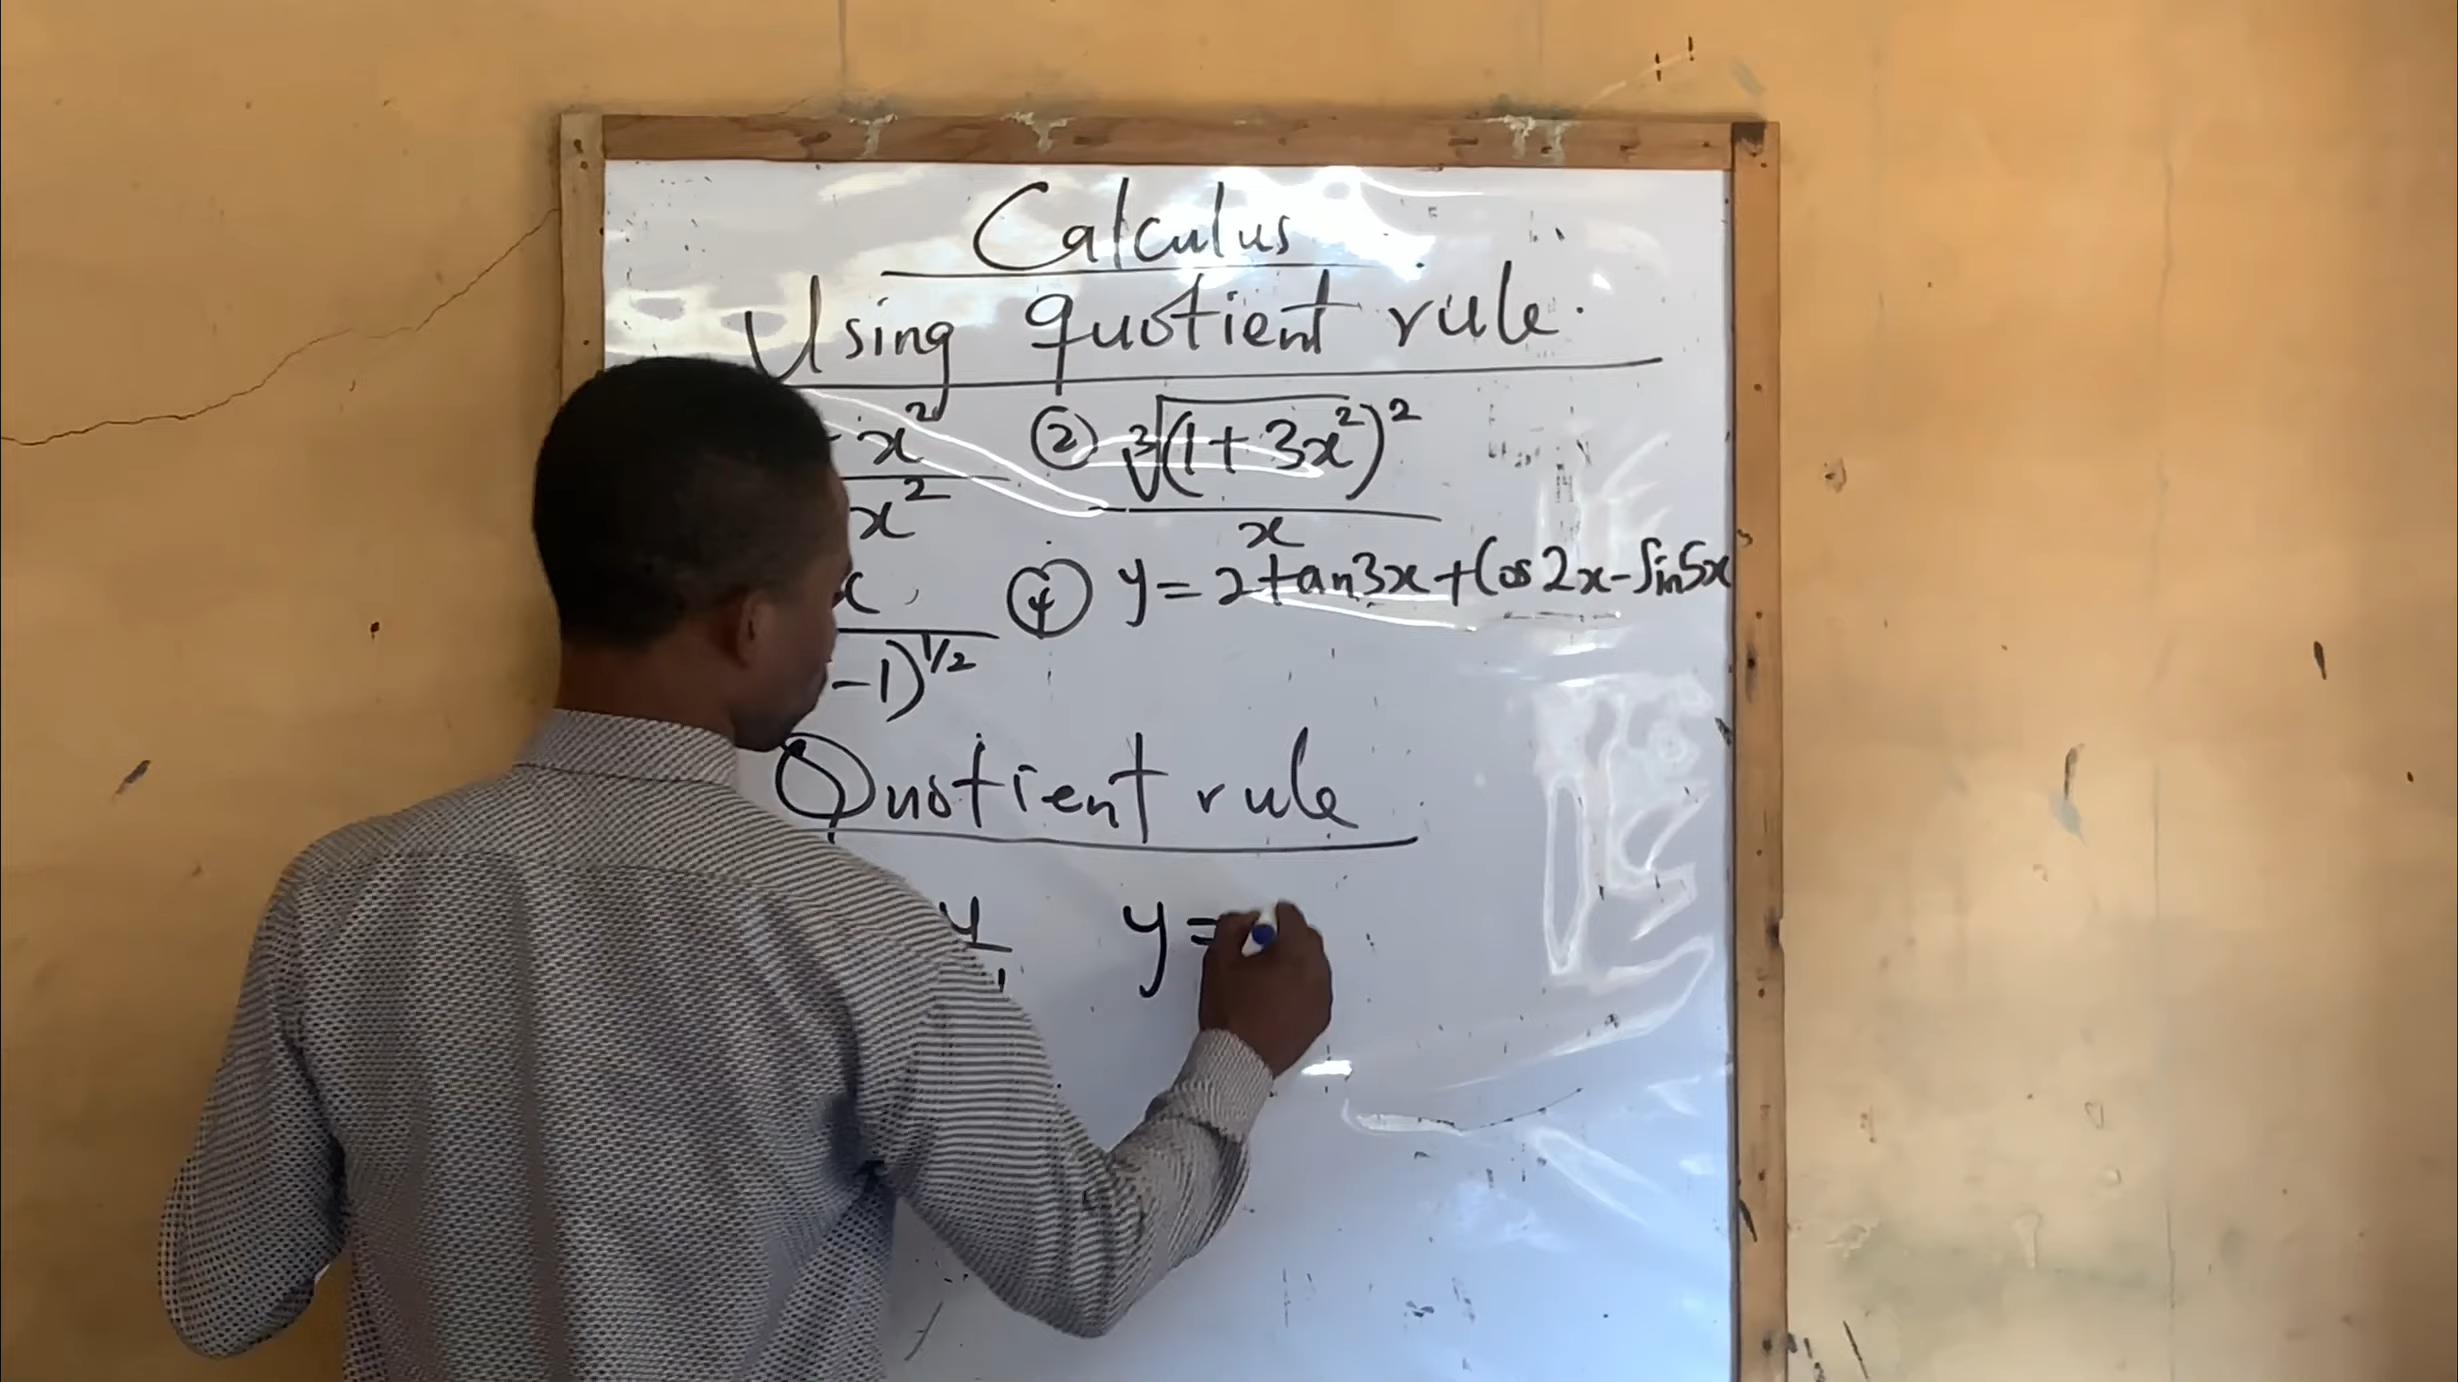 Calculus
Using quotient rule.
x² ② ∛(1+3x²)²
x² x
x ④ y = 2tan3x+Cos2x-Sin5x
-1)^1/2
Quotient rule
y =